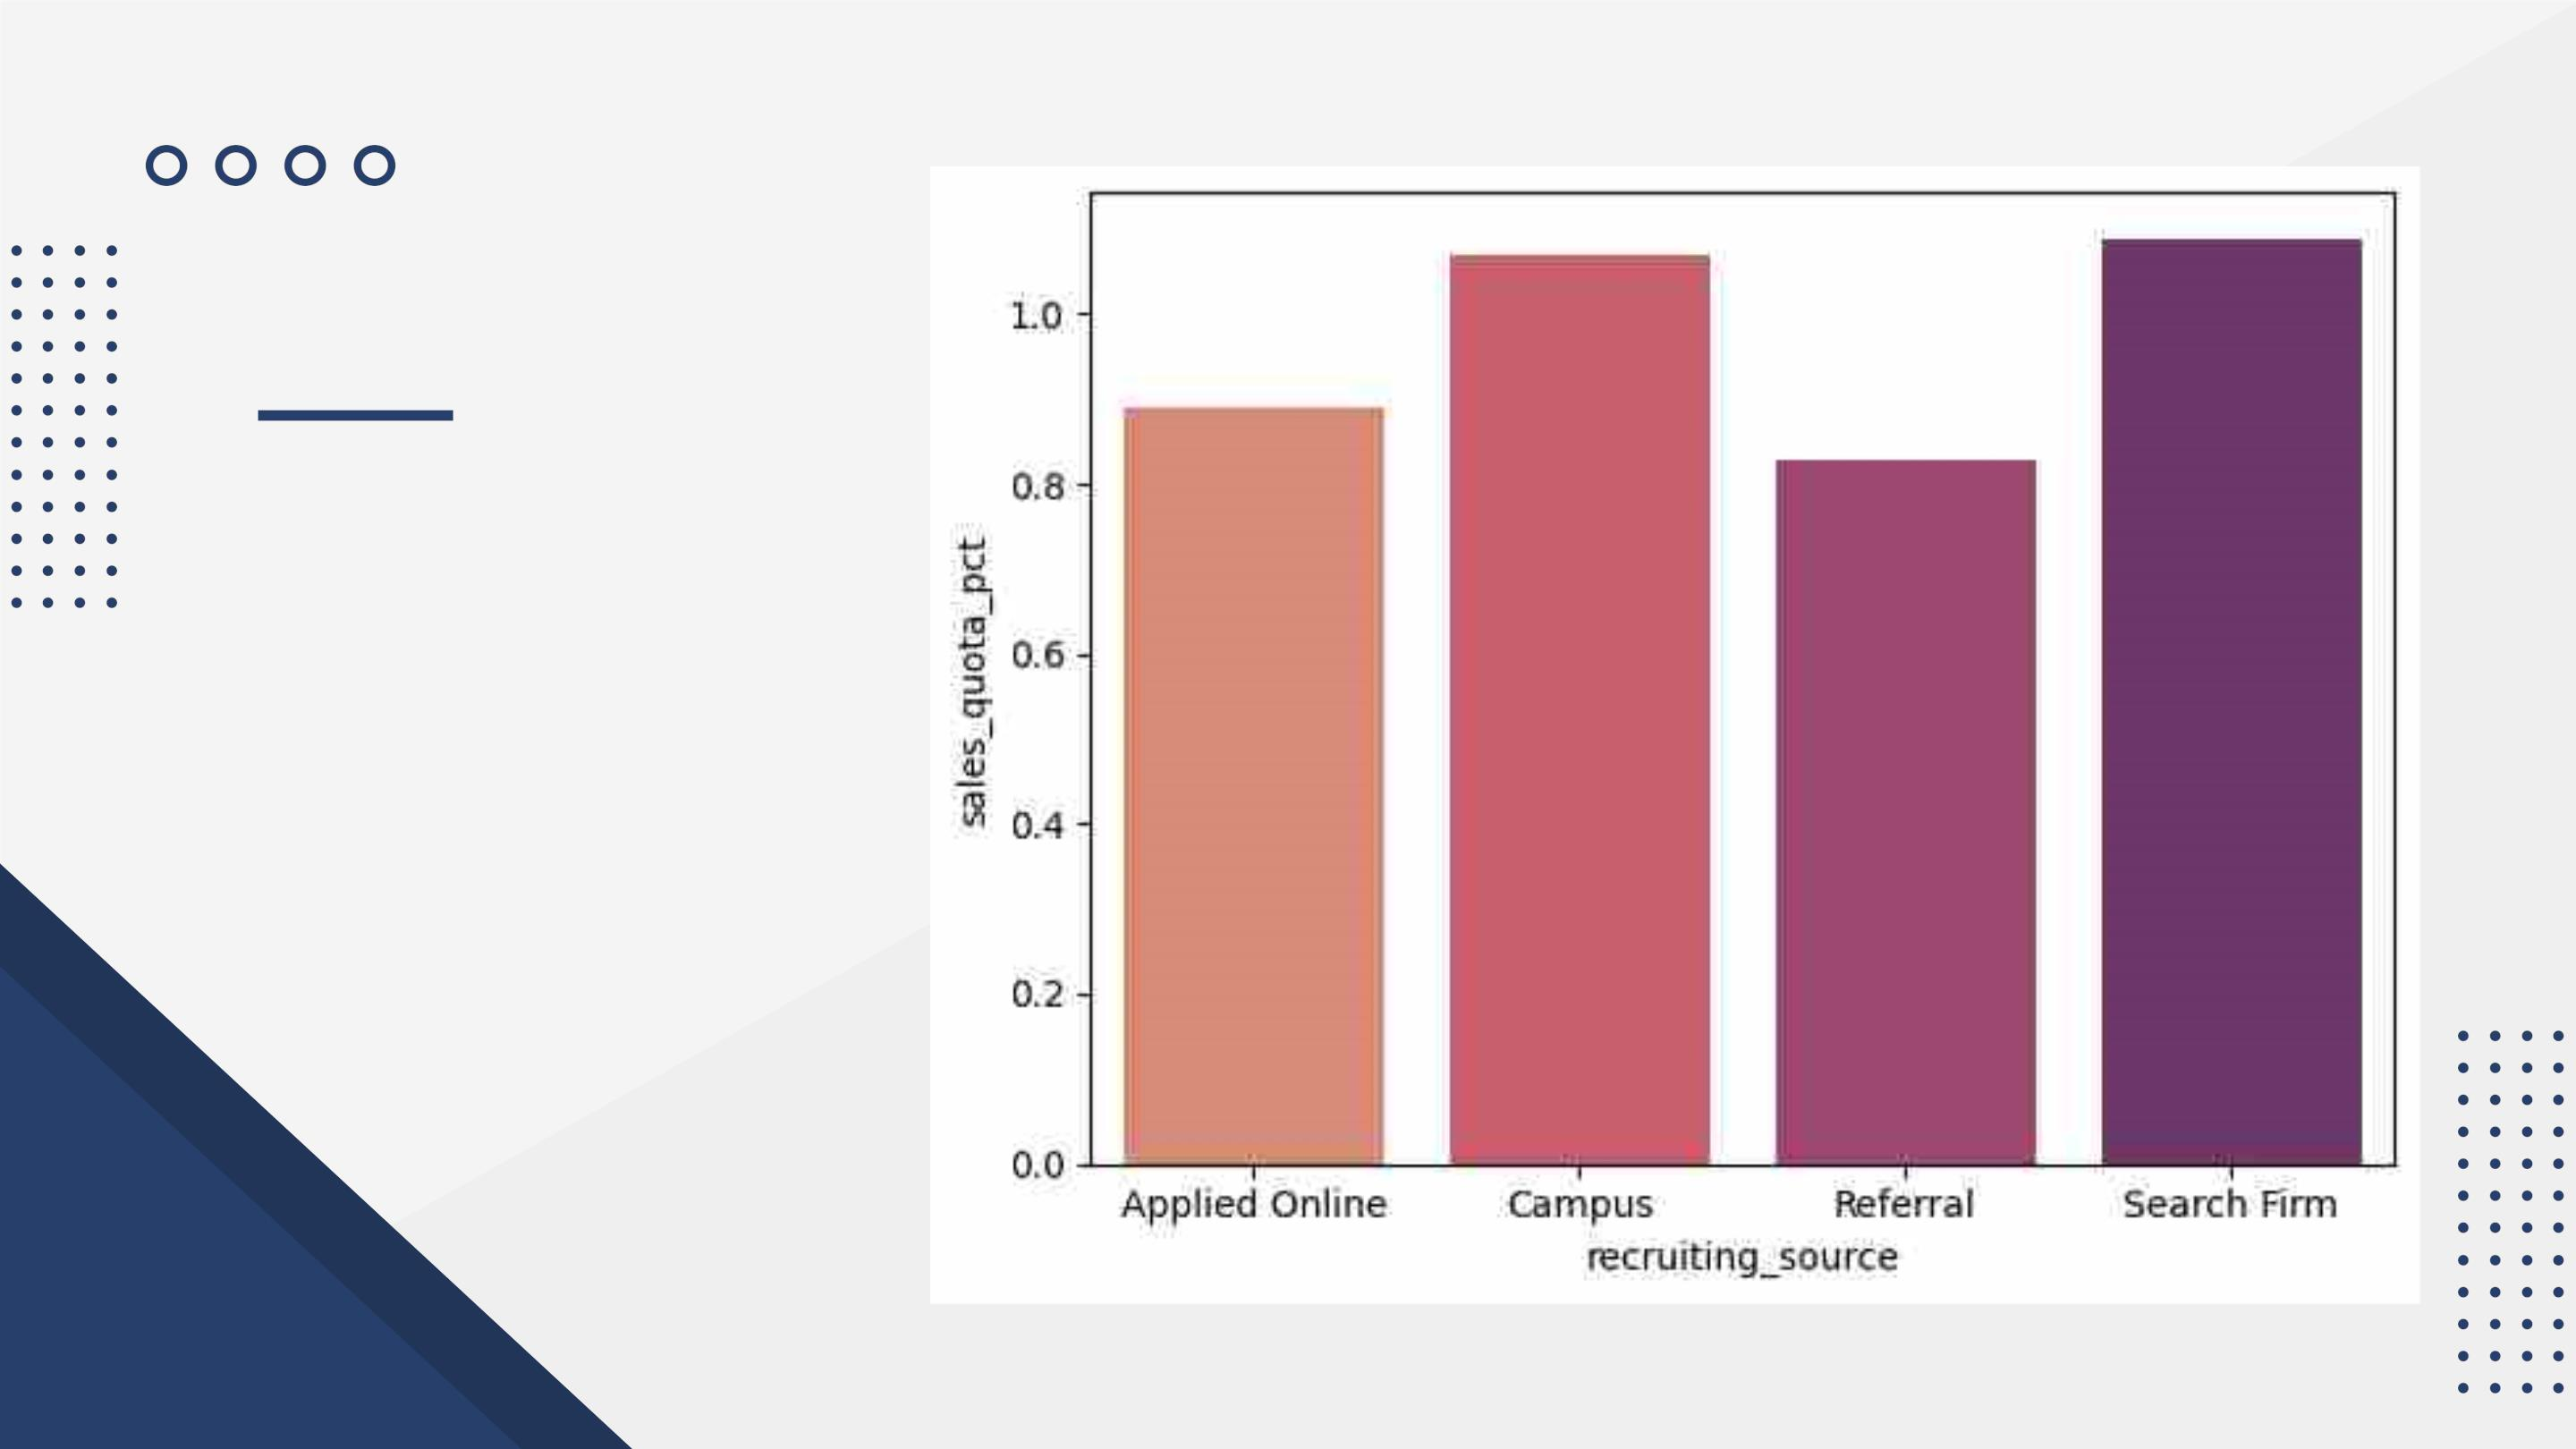 1.0
0.8
0.6
0.4
0.2
0.0
sales_quota_pct
Applied Online Campus Referral Search Firm
recruiting_source